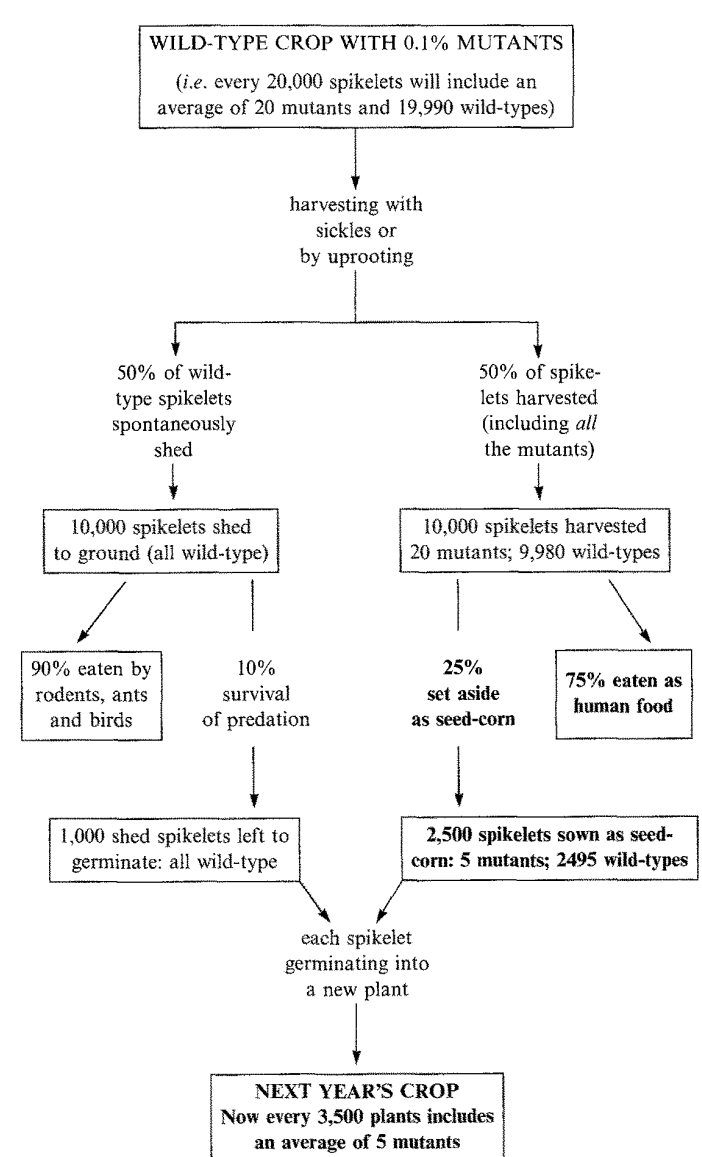 WILD-TYPE CROP WITH 0.1% MUTANTS
(i.e. every 20,000 spikelets will include an
average of 20 mutants and 19,990 wild-types)
harvesting with
sickles or
by uprooting
50% of wild-
type spikelets
spontaneously
shed
50% of spike-
lets harvested
(including all
the mutants)
10,000 spikelets shed
to ground (all wild-type)
10,000 spikelets harvested
20 mutants; 9,980 wild-types
90% eaten by
rodents, ants
and birds
10%
survival
of predation
25%
set aside
as seed-corn
75% eaten as
human food
1,000 shed spikelets left to
germinate: all wild-type
2,500 spikelets sown as seed-
corn: 5 mutants; 2495 wild-types
each spikelet
germinating into
a new plant
NEXT YEAR'S CROP
Now every 3,500 plants includes
an average of 5 mutants